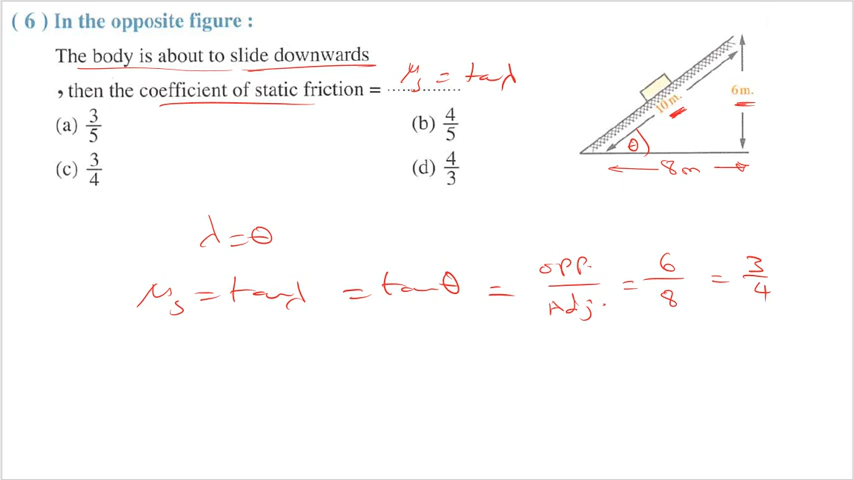 ( 6 ) In the opposite figure :
The body is about to slide downwards
, then the coefficient of static friction = ............... μs = tanλ
(a) 3/5
(b) 4/5
(c) 3/4
(d) 4/3
10m.
6m.
θ
8m
λ = θ
μs = tanλ = tanθ = opp./Adj. = 6/8 = 3/4